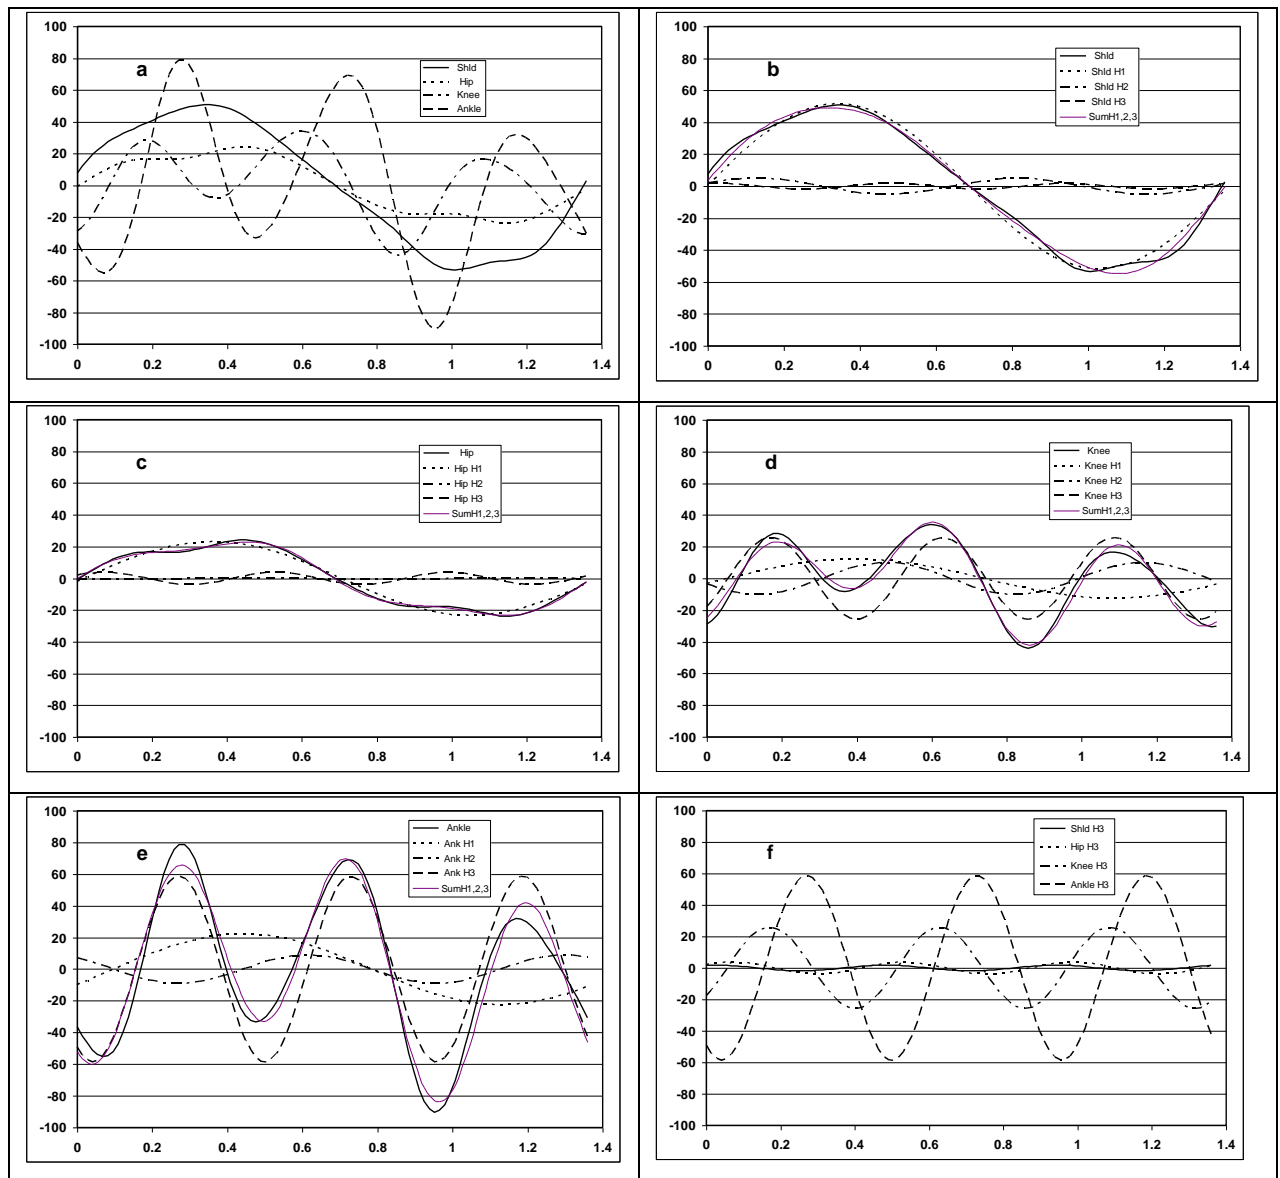 100
80
60
40
20
0
-20
-40
-60
-80
-100
a
Shld
Hip
Knee
Ankle
0 0.2 0.4 0.6 0.8 1 1.2 1.4
100
80
60
40
20
0
-20
-40
-60
-80
-100
b
Shld
Shld H1
Shld H2
Shld H3
SumH1,2,3
0 0.2 0.4 0.6 0.8 1 1.2 1.4
100
80
60
40
20
0
-20
-40
-60
-80
-100
c
Hip
Hip H1
Hip H2
Hip H3
SumH1,2,3
0 0.2 0.4 0.6 0.8 1 1.2 1.4
100
80
60
40
20
0
-20
-40
-60
-80
-100
d
Knee
Knee H1
Knee H2
Knee H3
SumH1,2,3
0 0.2 0.4 0.6 0.8 1 1.2 1.4
100
80
60
40
20
0
-20
-40
-60
-80
-100
e
Ankle
Ank H1
Ank H2
Ank H3
SumH1,2,3
0 0.2 0.4 0.6 0.8 1 1.2 1.4
100
80
60
40
20
0
-20
-40
-60
-80
-100
f
Shld H3
Hip H3
Knee H3
Ankle H3
0 0.2 0.4 0.6 0.8 1 1.2 1.4